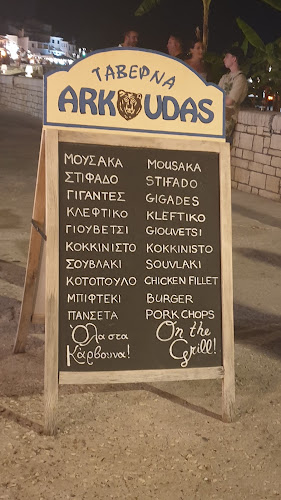 ΤΑΒΕΡΝΑ
ARKOUDAS
ΜΟΥΣΑΚΑ MOUSAKA
ΣΤΙΦΑΔΟ STIFADO
ΓΙΓΑΝΤΕΣ GIGADES
ΚΛΕΦΤΙΚΟ KLEFTIKO
ΓΙΟΥΒΕΤΣΙ GIOUVETSI
ΚΟΚΚΙΝΙΣΤΟ KOKKINISTO
ΣΟΥΒΛΑΚΙ SOUVLAKI
ΚΟΤΟΠΟΥΛΟ CHICKEN FILLET
ΜΠΙΦΤΕΚΙ BURGER
ΠΑΝΣΕΤΑ PORK CHOPS
Όλα στα On the
Κάρβουνα! Grill!